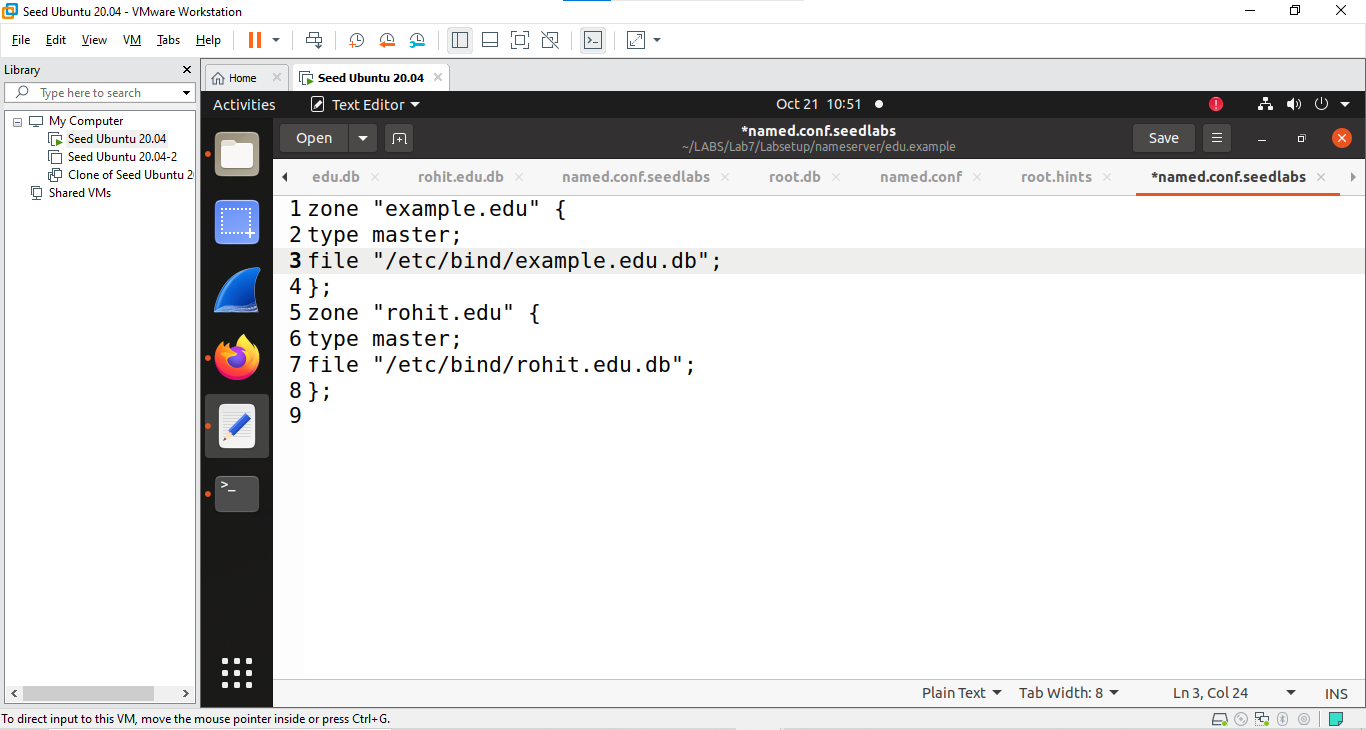 Seed Ubuntu 20.04 - VMware Workstation
File Edit View VM Tabs Help
Library
Type here to search
My Computer
Seed Ubuntu 20.04
Seed Ubuntu 20.04-2
Clone of Seed Ubuntu 2
Shared VMs
Home
Seed Ubuntu 20.04
Activities
Text Editor
Oct 21 10:51
Open
*named.conf.seedlabs
~/LABS/Lab7/Labsetup/nameserver/edu.example
Save
edu.db
rohit.edu.db
named.conf.seedlabs
root.db
named.conf
root.hints
*named.conf.seedlabs
1 zone "example.edu" {
2 type master;
3 file "/etc/bind/example.edu.db";
4 };
5 zone "rohit.edu" {
6 type master;
7 file "/etc/bind/rohit.edu.db";
8 };
9
Plain Text Tab Width: 8 Ln 3, Col 24 INS
To direct input to this VM, move the mouse pointer inside or press Ctrl+G.